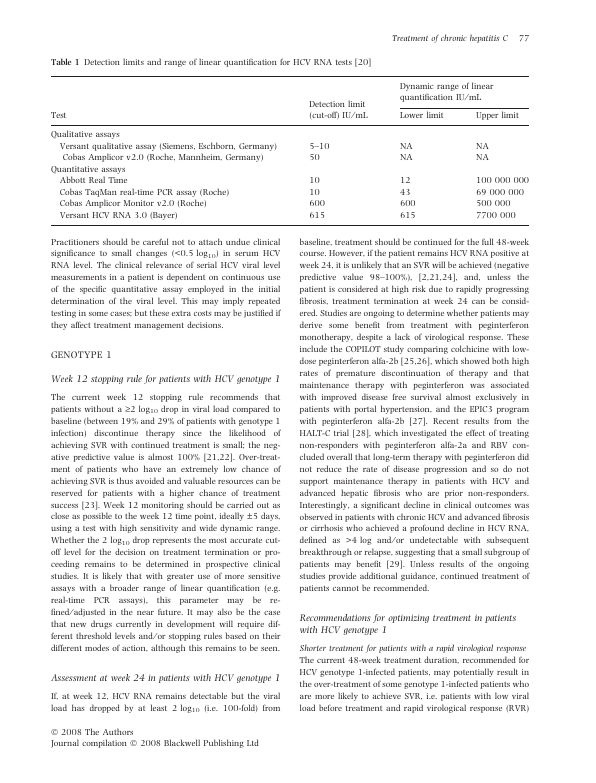 Treatment of chronic hepatitis C 77
Table 1 Detection limits and range of linear quantification for HCV RNA tests [20]
Dynamic range of linear
quantification IU/mL
Detection limit
Test (cut-off) IU/mL Lower limit Upper limit
Qualitative assays
Versant qualitative assay (Siemens, Eschborn, Germany) 5–10 NA NA
Cobas Amplicor v2.0 (Roche, Mannheim, Germany) 50 NA NA
Quantitative assays
Abbott Real Time 10 12 100 000 000
Cobas TaqMan real-time PCR assay (Roche) 10 43 69 000 000
Cobas Amplicor Monitor v2.0 (Roche) 600 600 500 000
Versant HCV RNA 3.0 (Bayer) 615 615 7700 000
Practitioners should be careful not to attach undue clinical
significance to small changes (<0.5 log10) in serum HCV
RNA level. The clinical relevance of serial HCV viral level
measurements in a patient is dependent on continuous use
of the specific quantitative assay employed in the initial
determination of the viral level. This may imply repeated
testing in some cases; but these extra costs may be justified if
they affect treatment management decisions.
GENOTYPE 1
Week 12 stopping rule for patients with HCV genotype 1
The current week 12 stopping rule recommends that
patients without a ≥2 log10 drop in viral load compared to
baseline (between 19% and 29% of patients with genotype 1
infection) discontinue therapy since the likelihood of
achieving SVR with continued treatment is small; the neg-
ative predictive value is almost 100% [21,22]. Over-treat-
ment of patients who have an extremely low chance of
achieving SVR is thus avoided and valuable resources can be
reserved for patients with a higher chance of treatment
success [23]. Week 12 monitoring should be carried out as
close as possible to the week 12 time point, ideally ±5 days,
using a test with high sensitivity and wide dynamic range.
Whether the 2 log10 drop represents the most accurate cut-
off level for the decision on treatment termination or pro-
ceeding remains to be determined in prospective clinical
studies. It is likely that with greater use of more sensitive
assays with a broader range of linear quantification (e.g.
real-time PCR assays), this parameter may be re-
fined/adjusted in the near future. It may also be the case
that new drugs currently in development will require dif-
ferent threshold levels and/or stopping rules based on their
different modes of action, although this remains to be seen.
Assessment at week 24 in patients with HCV genotype 1
If, at week 12, HCV RNA remains detectable but the viral
load has dropped by at least 2 log10 (i.e. 100-fold) from
baseline, treatment should be continued for the full 48-week
course. However, if the patient remains HCV RNA positive at
week 24, it is unlikely that an SVR will be achieved (negative
predictive value 98–100%), [2,21,24], and, unless the
patient is considered at high risk due to rapidly progressing
fibrosis, treatment termination at week 24 can be consid-
ered. Studies are ongoing to determine whether patients may
derive some benefit from treatment with peginterferon
monotherapy, despite a lack of virological response. These
include the COPILOT study comparing colchicine with low-
dose peginterferon alfa-2b [25,26], which showed both high
rates of premature discontinuation of therapy and that
maintenance therapy with peginterferon was associated
with improved disease free survival almost exclusively in
patients with portal hypertension, and the EPIC3 program
with peginterferon alfa-2b [27]. Recent results from the
HALT-C trial [28], which investigated the effect of treating
non-responders with peginterferon alfa-2a and RBV con-
cluded overall that long-term therapy with peginterferon did
not reduce the rate of disease progression and so do not
support maintenance therapy in patients with HCV and
advanced hepatic fibrosis who are prior non-responders.
Interestingly, a significant decline in clinical outcomes was
observed in patients with chronic HCV and advanced fibrosis
or cirrhosis who achieved a profound decline in HCV RNA,
defined as >4 log and/or undetectable with subsequent
breakthrough or relapse, suggesting that a small subgroup of
patients may benefit [29]. Unless results of the ongoing
studies provide additional guidance, continued treatment of
patients cannot be recommended.
Recommendations for optimizing treatment in patients
with HCV genotype 1
Shorter treatment for patients with a rapid virological response
The current 48-week treatment duration, recommended for
HCV genotype 1-infected patients, may potentially result in
the over-treatment of some genotype 1-infected patients who
are more likely to achieve SVR, i.e. patients with low viral
load before treatment and rapid virological response (RVR)
© 2008 The Authors
Journal compilation © 2008 Blackwell Publishing Ltd